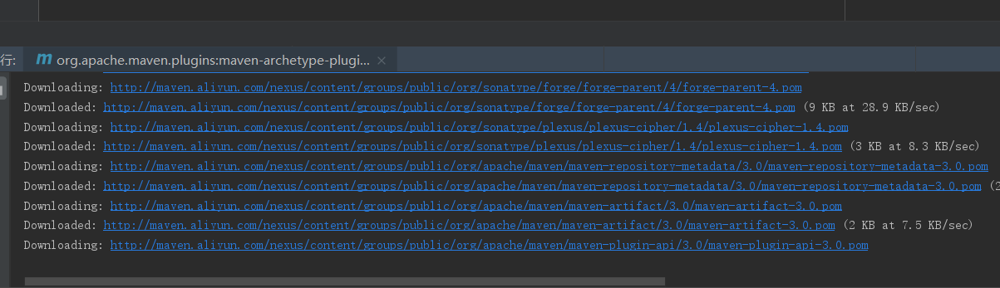 行:
m org.apache.maven.plugins:maven-archetype-plugi... ×
Downloading: http://maven.aliyun.com/nexus/content/groups/public/org/sonatype/forge/forge-parent/4/forge-parent-4.pom
Downloaded: http://maven.aliyun.com/nexus/content/groups/public/org/sonatype/forge/forge-parent/4/forge-parent-4.pom (9 KB at 28.9 KB/sec)
Downloading: http://maven.aliyun.com/nexus/content/groups/public/org/sonatype/plexus/plexus-cipher/1.4/plexus-cipher-1.4.pom
Downloaded: http://maven.aliyun.com/nexus/content/groups/public/org/sonatype/plexus/plexus-cipher/1.4/plexus-cipher-1.4.pom (3 KB at 8.3 KB/sec)
Downloading: http://maven.aliyun.com/nexus/content/groups/public/org/apache/maven/maven-repository-metadata/3.0/maven-repository-metadata-3.0.pom
Downloaded: http://maven.aliyun.com/nexus/content/groups/public/org/apache/maven/maven-repository-metadata/3.0/maven-repository-metadata-3.0.pom (2
Downloading: http://maven.aliyun.com/nexus/content/groups/public/org/apache/maven/maven-artifact/3.0/maven-artifact-3.0.pom
Downloaded: http://maven.aliyun.com/nexus/content/groups/public/org/apache/maven/maven-artifact/3.0/maven-artifact-3.0.pom (2 KB at 7.5 KB/sec)
Downloading: http://maven.aliyun.com/nexus/content/groups/public/org/apache/maven/maven-plugin-api/3.0/maven-plugin-api-3.0.pom